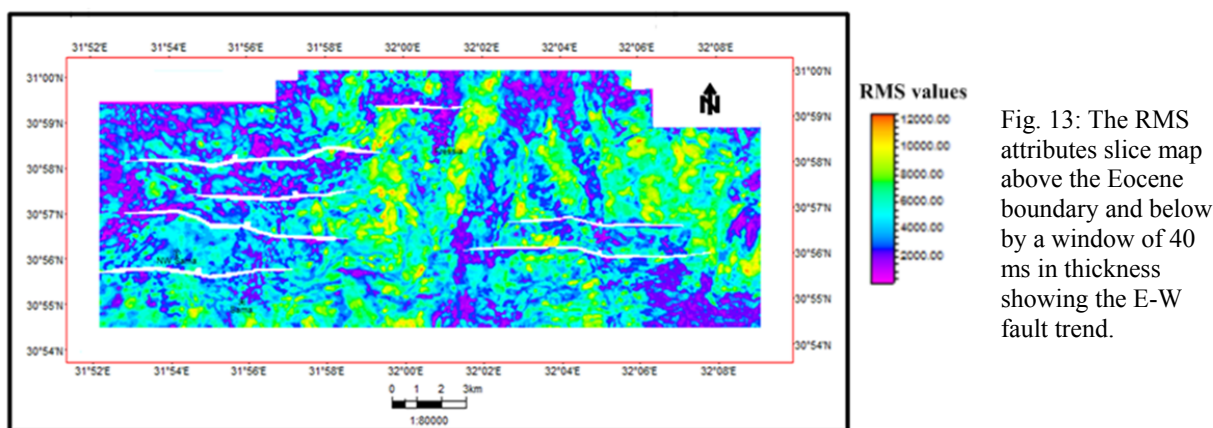 31°52'E 31°54'E 31°56'E 31°58'E 32°00'E 32°02'E 32°04'E 32°06'E 32°08'E
31°00'N 31°00'N
30°59'N 30°59'N
30°58'N 30°58'N
30°57'N 30°57'N
30°56'N 30°56'N
30°55'N 30°55'N
30°54'N 30°54'N
31°52'E 31°54'E 31°56'E 31°58'E 32°00'E 32°02'E 32°04'E 32°06'E 32°08'E
N
0 1 2 3km
1:80000
RMS values
12000.00
10000.00
8000.00
6000.00
4000.00
2000.00
Fig. 13: The RMS
attributes slice map
above the Eocene
boundary and below
by a window of 40
ms in thickness
showing the E-W
fault trend.